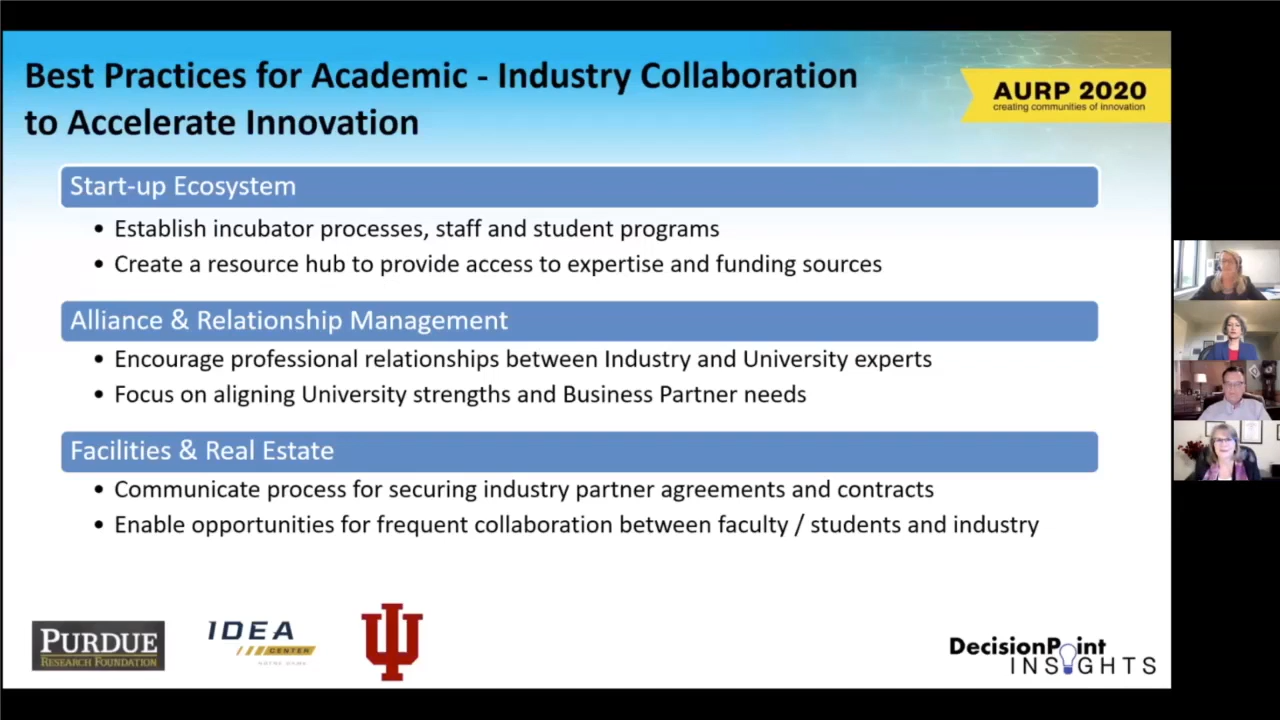 Best Practices for Academic - Industry Collaboration
to Accelerate Innovation
AURP 2020
creating communities of innovation
Start-up Ecosystem
• Establish incubator processes, staff and student programs
• Create a resource hub to provide access to expertise and funding sources
Alliance & Relationship Management
• Encourage professional relationships between Industry and University experts
• Focus on aligning University strengths and Business Partner needs
Facilities & Real Estate
• Communicate process for securing industry partner agreements and contracts
• Enable opportunities for frequent collaboration between faculty / students and industry
PURDUE
RESEARCH FOUNDATION
IDEA
CENTER
NOTRE DAME
DecisionPoint
INSIGHTS